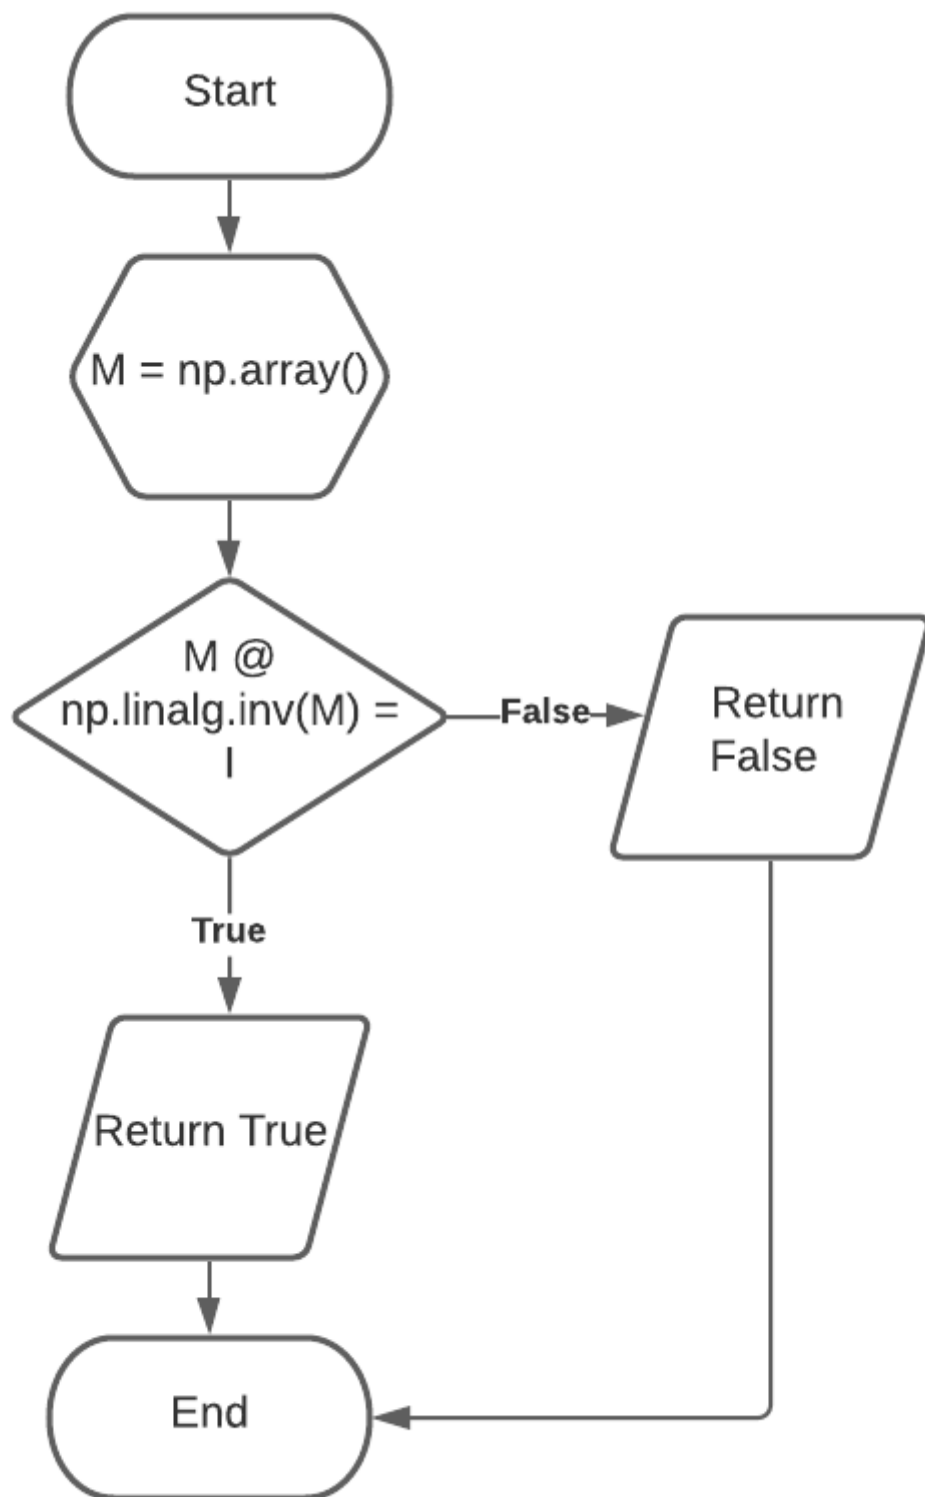 Start
M = np.array()
M @
np.linalg.inv(M) =
I
False
Return
False
True
Return True
End